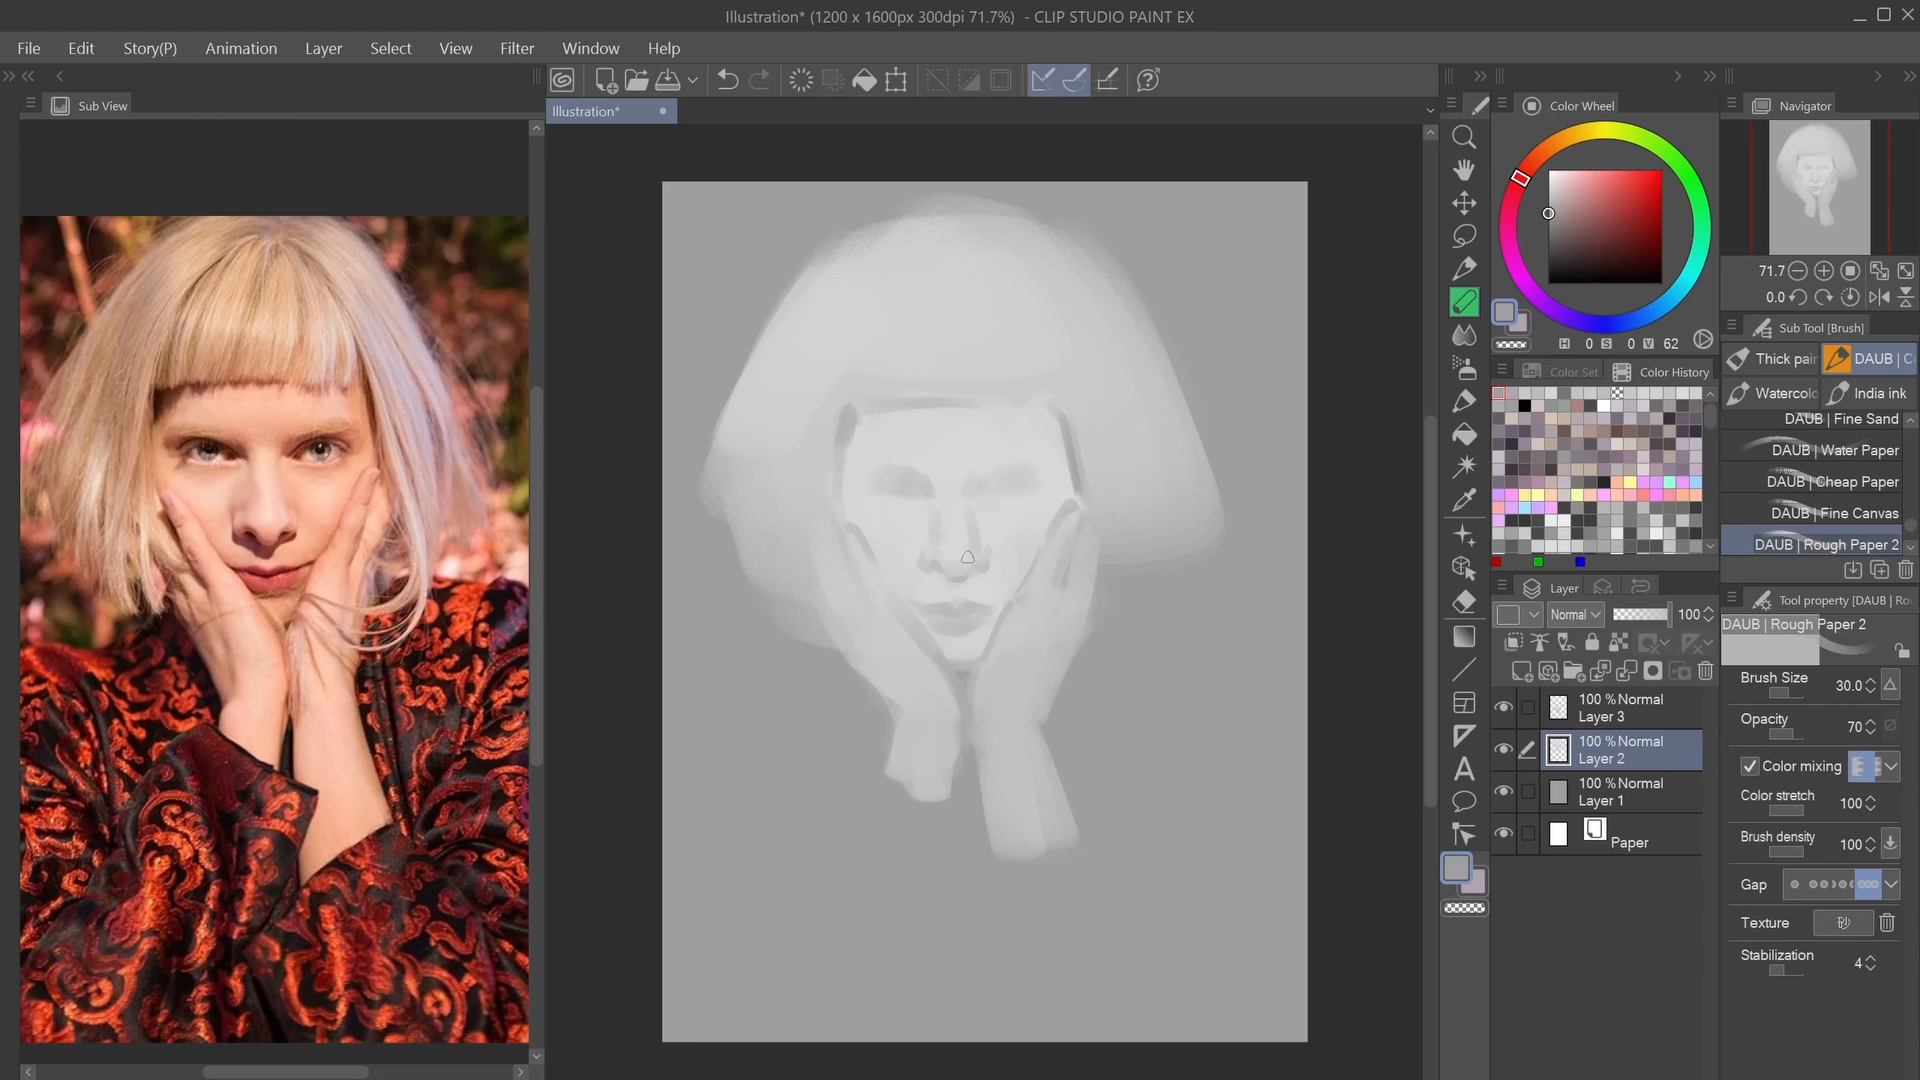 Illustration* (1200 x 1600px 300dpi 71.7%)  - CLIP STUDIO PAINT EX
File Edit Story(P) Animation Layer Select View Filter Window Help
Sub View
Illustration*
Color Wheel
H 0 S 0 V 62
Color Set Color History
Layer
Normal 100
100 %Normal
Layer 3
100 %Normal
Layer 2
100 %Normal
Layer 1
Paper
Navigator
71.7
0.0
Sub Tool [Brush]
Thick pai DAUB | C
Watercolo India ink
DAUB | Fine Sand
DAUB | Water Paper
DAUB | Cheap Paper
DAUB | Fine Canvas
DAUB | Rough Paper 2
Tool property [DAUB | Ro
DAUB | Rough Paper 2
Brush Size 30.0
Opacity 70
Color mixing
Color stretch 100
Brush density 100
Gap
Texture
Stabilization 4